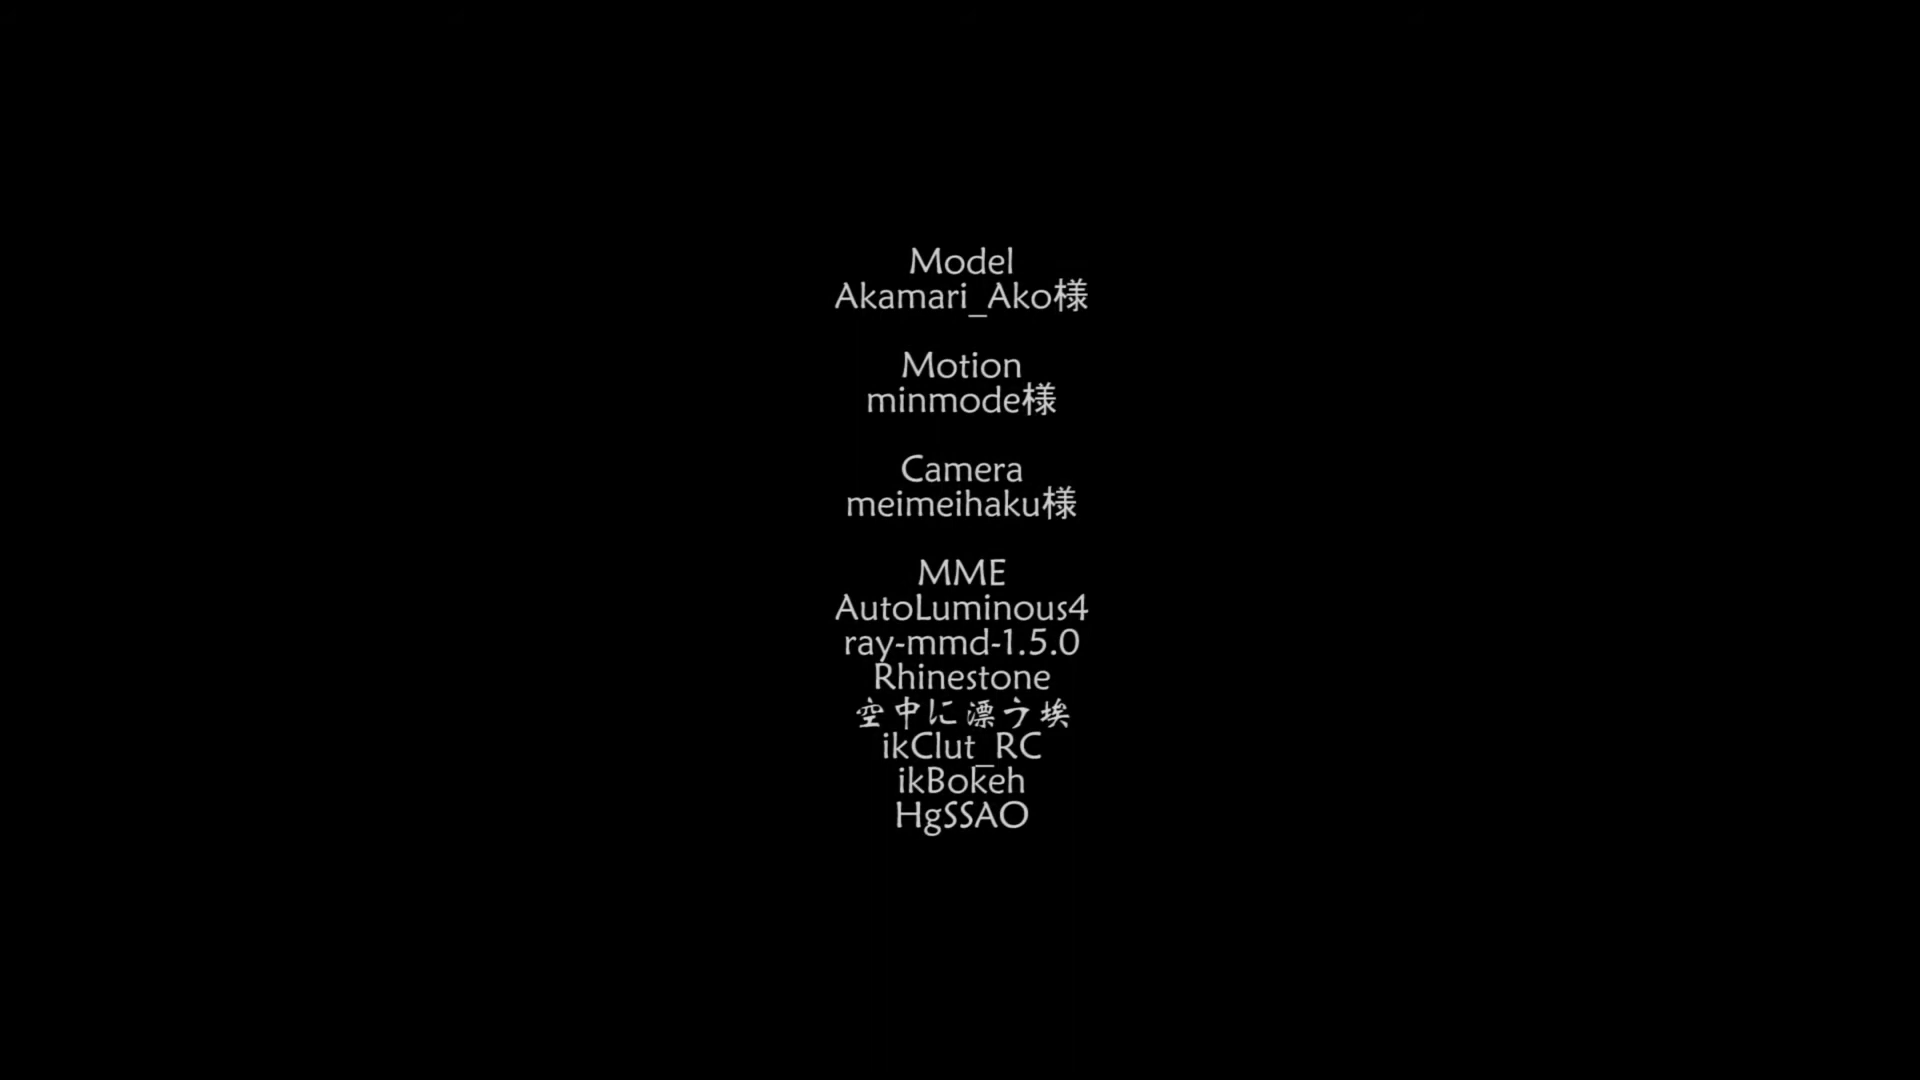 Model
Akamari_Ako様
Motion
minmode様
Camera
meimeihaku様
MME
AutoLuminous4
ray-mmd-1.5.0
Rhinestone
空中に漂う埃
ikClut_RC
ikBokeh
HgSSAO